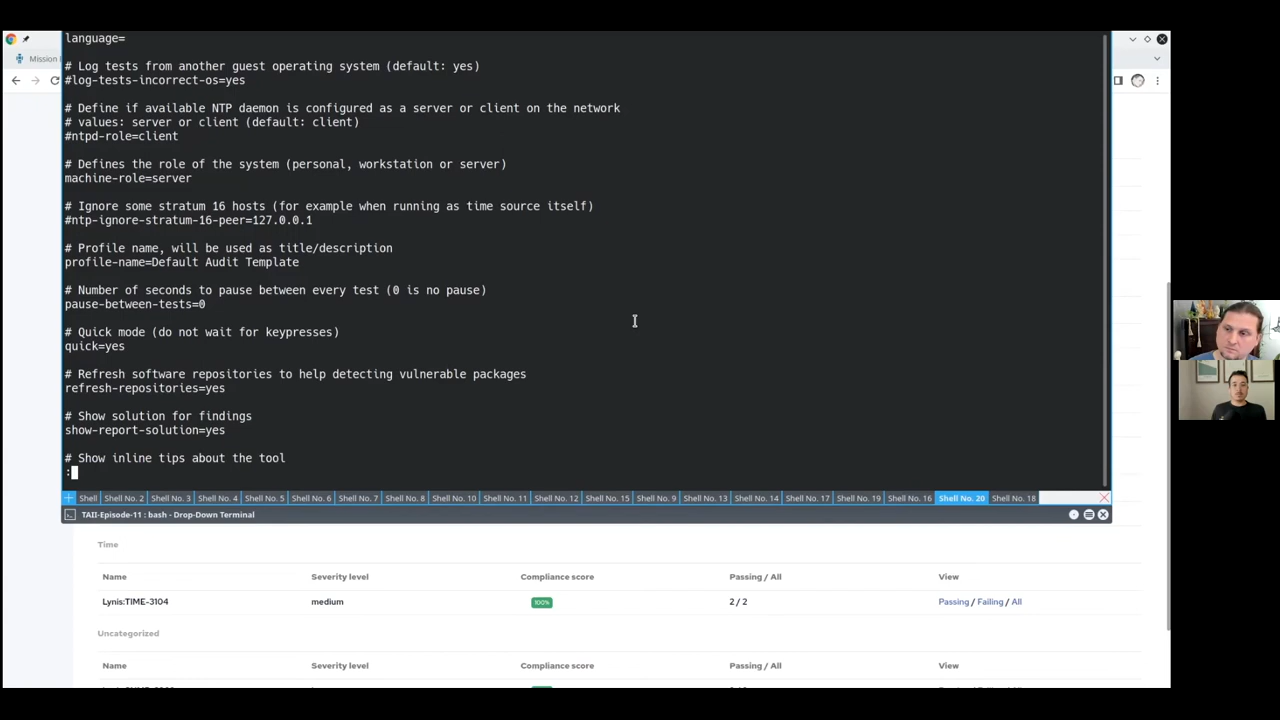 language=
# Log tests from another guest operating system (default: yes)
#log-tests-incorrect-os=yes
# Define if available NTP daemon is configured as a server or client on the network
# values: server or client (default: client)
#ntpd-role=client
# Defines the role of the system (personal, workstation or server)
machine-role=server
# Ignore some stratum 16 hosts (for example when running as time source itself)
#ntp-ignore-stratum-16-peer=127.0.0.1
# Profile name, will be used as title/description
profile-name=Default Audit Template
# Number of seconds to pause between every test (0 is no pause)
pause-between-tests=0
# Quick mode (do not wait for keypresses)
quick=yes
# Refresh software repositories to help detecting vulnerable packages
refresh-repositories=yes
# Show solution for findings
show-report-solution=yes
# Show inline tips about the tool
:
Mission
Shell Shell No. 2 Shell No. 3 Shell No. 4 Shell No. 5 Shell No. 6 Shell No. 7 Shell No. 8 Shell No. 10 Shell No. 11 Shell No. 12 Shell No. 15 Shell No. 9 Shell No. 13 Shell No. 14 Shell No. 17 Shell No. 19 Shell No. 16 Shell No. 20 Shell No. 18
TAII-Episode-11 : bash - Drop-Down Terminal
Time
Name Severity level Compliance score Passing / All View
Lynis:TIME-3104 medium 100% 2 / 2 Passing / Failing / All
Uncategorized
Name Severity level Compliance score Passing / All View